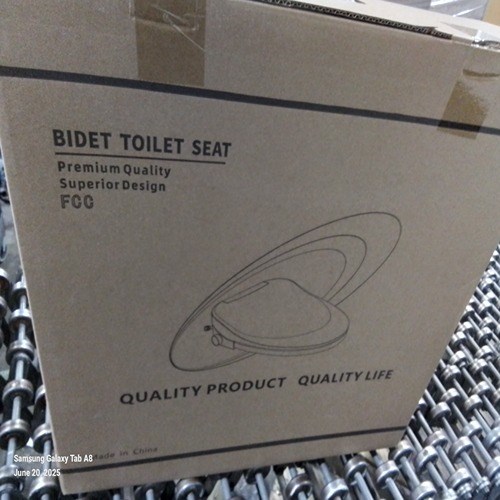 BIDET TOILET SEAT
Premium Quality
Superior Design
FCC
QUALITY PRODUCT QUALITY LIFE
Made In China
Samsung Galaxy Tab A8
June 20, 2025